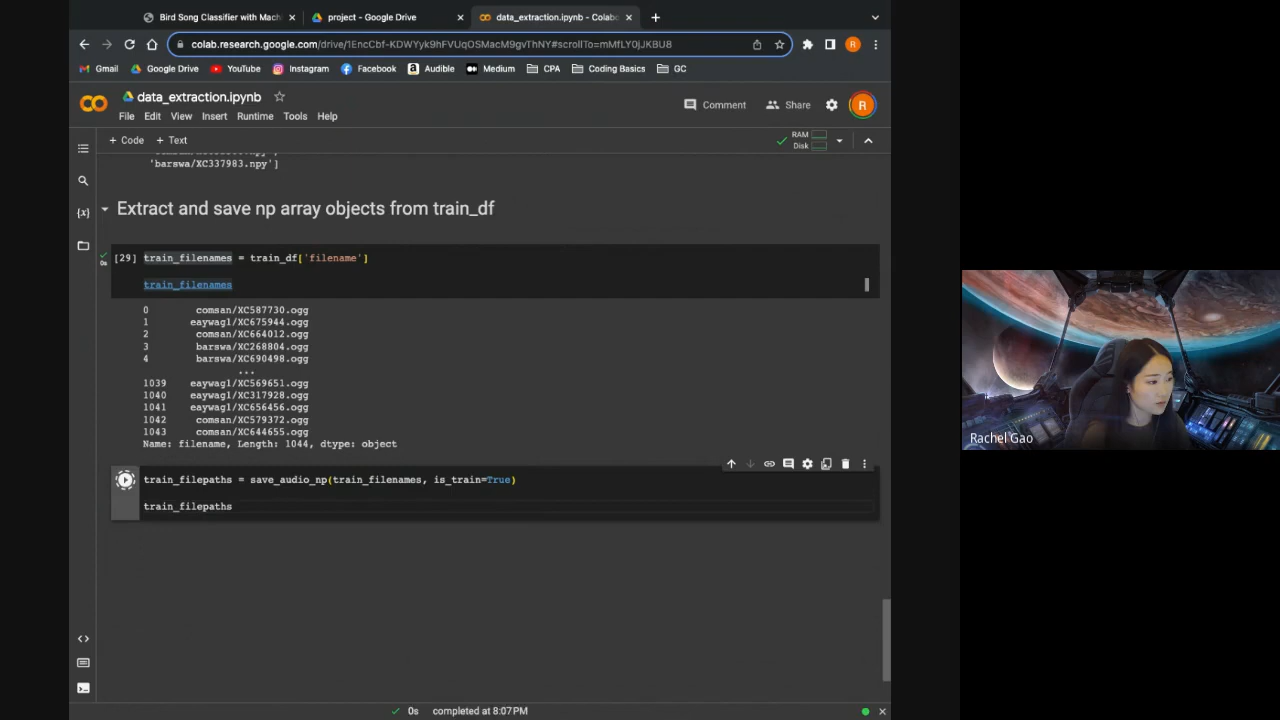 Bird Song Classifier with Mach
project - Google Drive
data_extraction.ipynb - Colabo
colab.research.google.com/drive/1EncCbf-KDWYyk9hFVUqOSMacM9gvThNY#scrollTo=mMfLY0jJKBU8
R
Gmail
Google Drive
YouTube
Instagram
Facebook
Audible
Medium
CPA
Coding Basics
GC
data_extraction.ipynb
Comment
Share
R
File Edit View Insert Runtime Tools Help
+ Code + Text
RAM
Disk
'barswa/XC337983.npy']
Extract and save np array objects from train_df
[29] train_filenames = train_df['filename']
0s
train_filenames
0 comsan/XC587730.ogg
1 eaywag1/XC675944.ogg
2 comsan/XC664012.ogg
3 barswa/XC268804.ogg
4 barswa/XC690498.ogg
...
1039 eaywag1/XC569651.ogg
1040 eaywag1/XC317928.ogg
1041 eaywag1/XC656456.ogg
1042 comsan/XC579372.ogg
1043 comsan/XC644655.ogg
Name: filename, Length: 1044, dtype: object
train_filepaths = save_audio_np(train_filenames, is_train=True)
train_filepaths
Rachel Gao
0s completed at 8:07PM